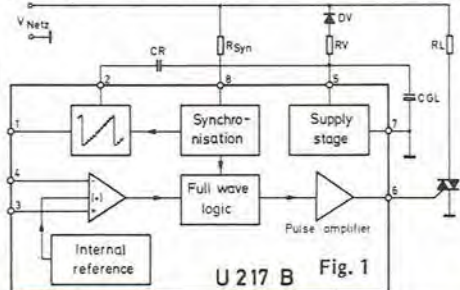 V Netz
DV
CR
RSyn
RV
RL
2
8
5
CGL
1
Synchro-
nisation
Supply
stage
7
4
-
(+)
+
3
Full wave
logic
6
Pulse amplifier
Internal
reference
U 217 B
Fig. 1